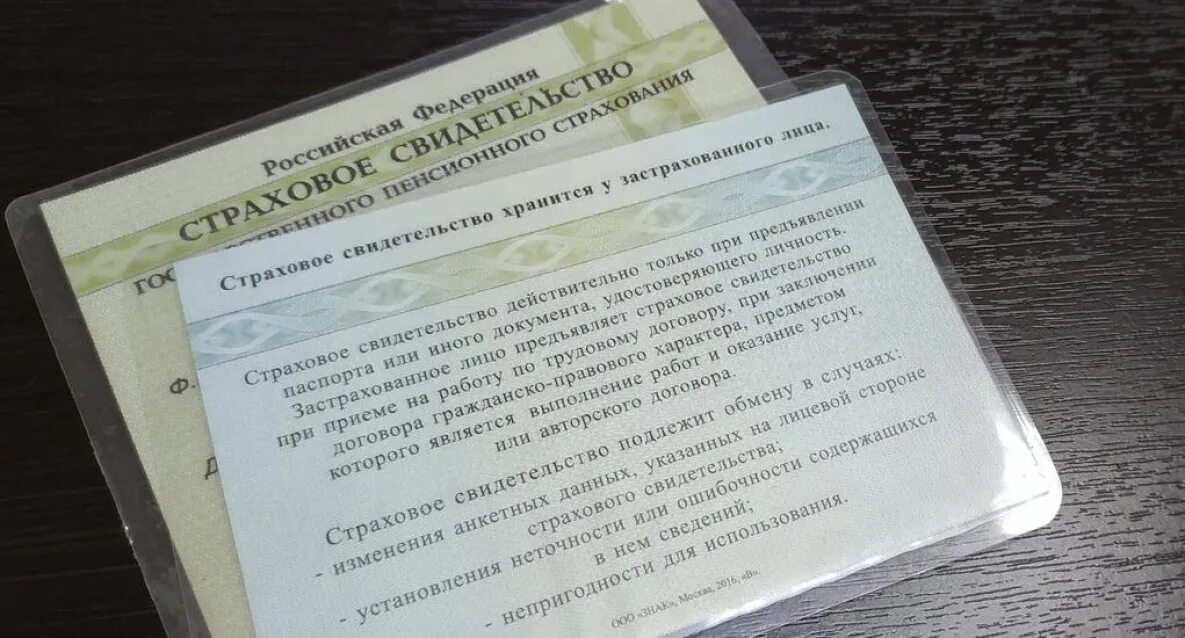 Российская Федерация
СТРАХОВОЕ СВИДЕТЕЛЬСТВО
ПЕНСИОННОГО СТРАХОВАНИЯ
Ф.
Страховое свидетельство хранится у застрахованного лица.
Страховое свидетельство действительно только при предъявлении
паспорта или иного документа, удостоверяющего личность.
Застрахованное лицо предъявляет страховое свидетельство
при приеме на работу по трудовому договору, при заключении
договора гражданско-правового характера, предметом
которого является выполнение работ и оказание услуг,
или авторского договора.
Страховое свидетельство подлежит обмену в случаях:
- изменения анкетных данных, указанных на лицевой стороне
страхового свидетельства;
- установления неточности или ошибочности содержащихся
в нем сведений;
- непригодности для использования.
ООО «ЗНАК», Москва, 2016, «В».